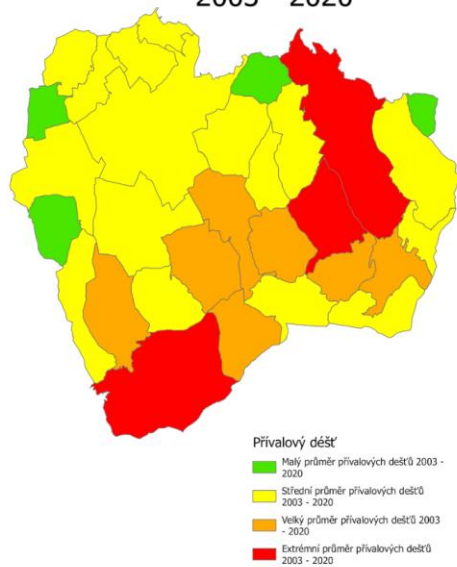 2003 - 2020
Přívalový déšť
Malý průměr přívalových dešťů 2003 -
2020
Střední průměr přívalových dešťů
2003 - 2020
Velký průměr přívalových dešťů 2003
- 2020
Extrémní průměr přívalových dešťů
2003 - 2020